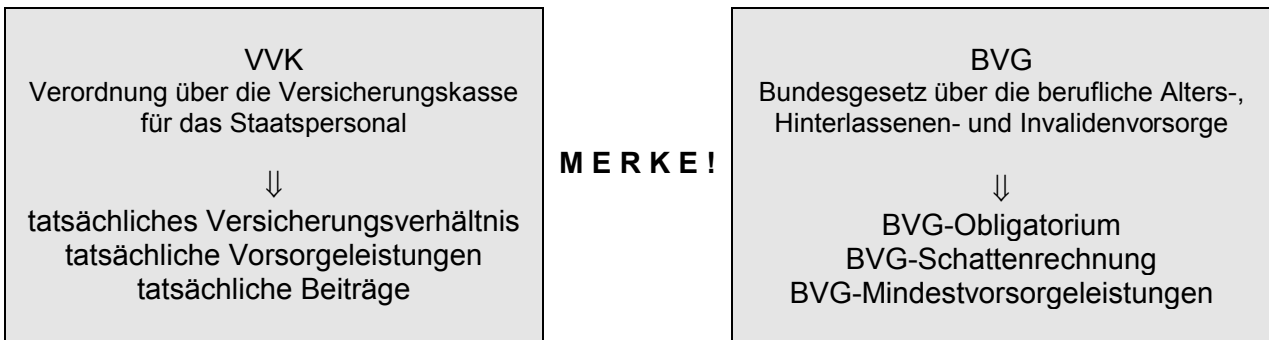 VVK
Verordnung über die Versicherungskasse
für das Staatspersonal
⇓
tatsächliches Versicherungsverhältnis
tatsächliche Vorsorgeleistungen
tatsächliche Beiträge
M E R K E !
BVG
Bundesgesetz über die berufliche Alters-,
Hinterlassenen- und Invalidenvorsorge
⇓
BVG-Obligatorium
BVG-Schattenrechnung
BVG-Mindestvorsorgeleistungen